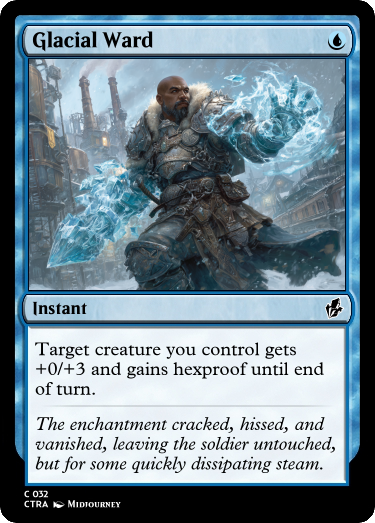 Glacial Ward
Instant
Target creature you control gets
+0/+3 and gains hexproof until end
of turn.
The enchantment cracked, hissed, and
vanished, leaving the soldier untouched,
but for some quickly dissipating steam.
C 032
CTRA Midjourney